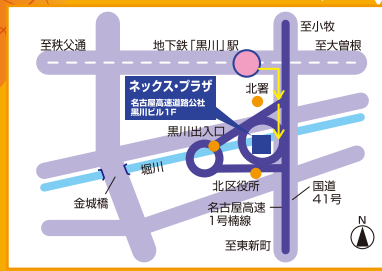 至小牧
至秩父通
地下鉄「黒川」駅
至大曽根
ネックス・プラザ
名古屋高速道路公社
黒川ビル1F
北署
黒川出入口
堀川
金城橋
北区役所
国道
41号
名古屋高速
1号楠線
至東新町
N